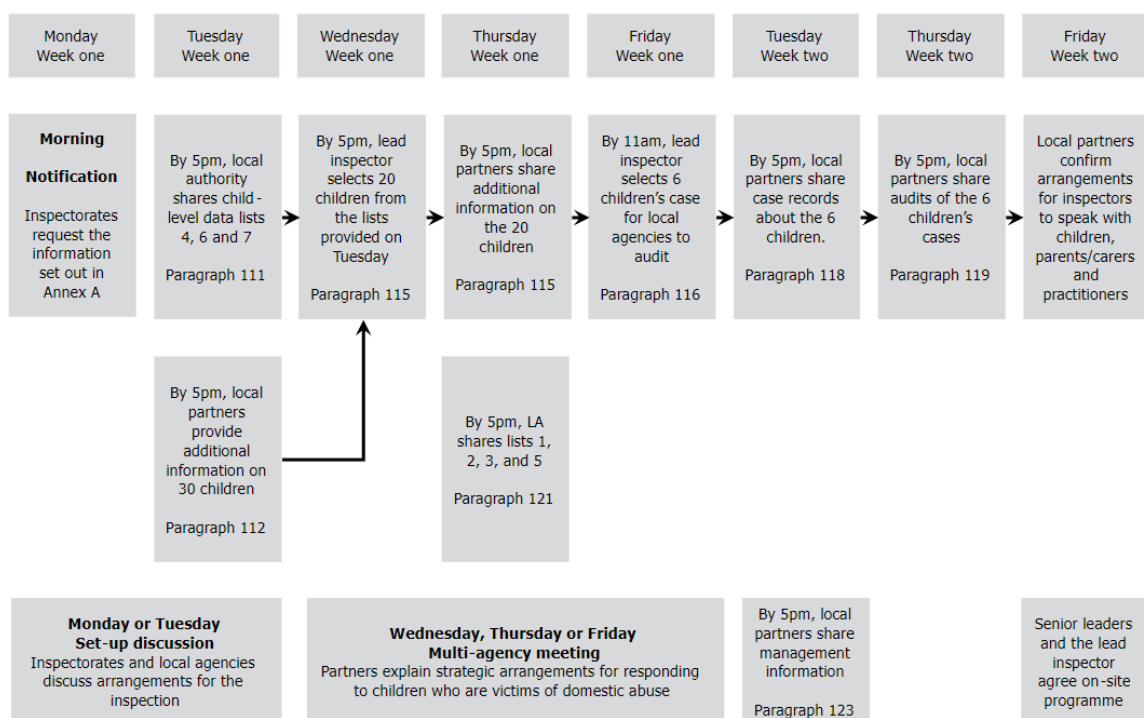 Monday
Week one
Tuesday
Week one
Wednesday
Week one
Thursday
Week one
Friday
Week one
Tuesday
Week two
Thursday
Week two
Friday
Week two
Morning
Notification
Inspectorates
request the
information
set out in
Annex A
By 5pm, local
authority
shares child-
level data lists
4, 6 and 7
Paragraph 111
By 5pm, lead
inspector
selects 20
children from
the lists
provided on
Tuesday
Paragraph 115
By 5pm, local
partners share
additional
information on
the 20
children
Paragraph 115
By 11am, lead
inspector
selects 6
children's case
for local
agencies to
audit
Paragraph 116
By 5pm, local
partners share
case records
about the 6
children.
Paragraph 118
By 5pm, local
partners share
audits of the 6
children's
cases
Paragraph 119
Local partners
confirm
arrangements
for inspectors
to speak with
children,
parents/carers
and
practitioners
By 5pm, local
partners
provide
additional
information on
30 children
Paragraph 112
By 5pm, LA
shares lists 1,
2, 3, and 5
Paragraph 121
Monday or Tuesday
Set-up discussion
Inspectorates and local agencies
discuss arrangements for the
inspection
Wednesday, Thursday or Friday
Multi-agency meeting
Partners explain strategic arrangements for responding
to children who are victims of domestic abuse
By 5pm, local
partners share
management
information
Paragraph 123
Senior leaders
and the lead
inspector
agree on-site
programme